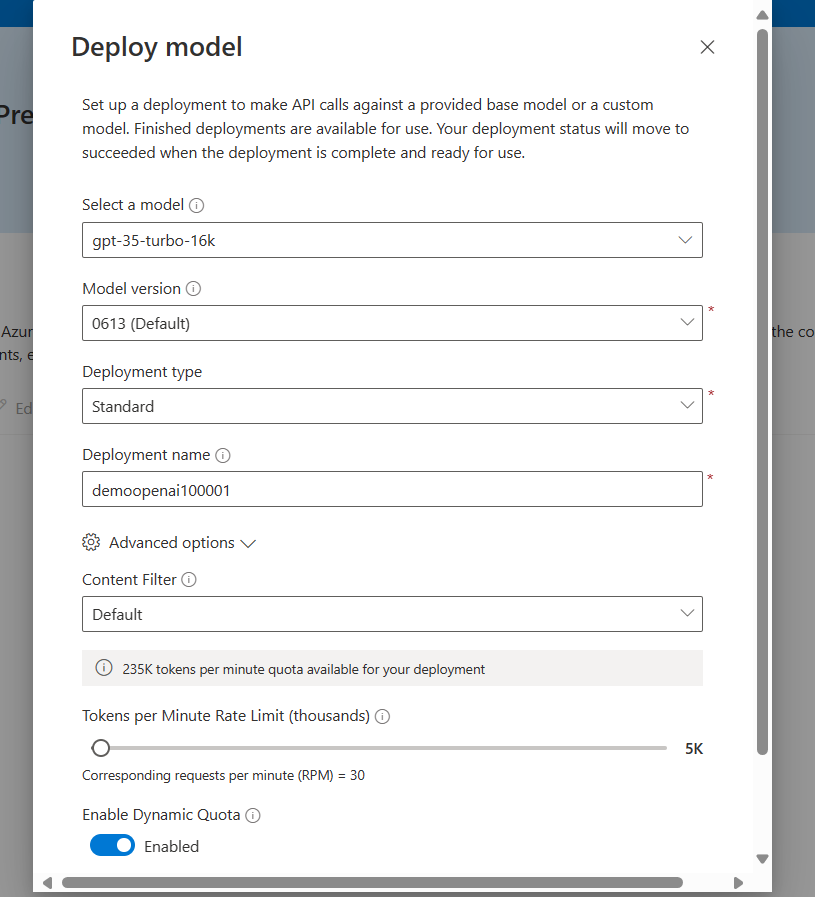 Deploy model
Set up a deployment to make API calls against a provided base model or a custom
model. Finished deployments are available for use. Your deployment status will move to
succeeded when the deployment is complete and ready for use.
Pre
Select a model
gpt-35-turbo-16k
Model version
0613 (Default)
*
Azur
the co
nts, e
Deployment type
Standard
*
Ed
Deployment name
demoopenai100001
*
Advanced options
Content Filter
Default
235K tokens per minute quota available for your deployment
Tokens per Minute Rate Limit (thousands)
5K
Corresponding requests per minute (RPM) = 30
Enable Dynamic Quota
Enabled